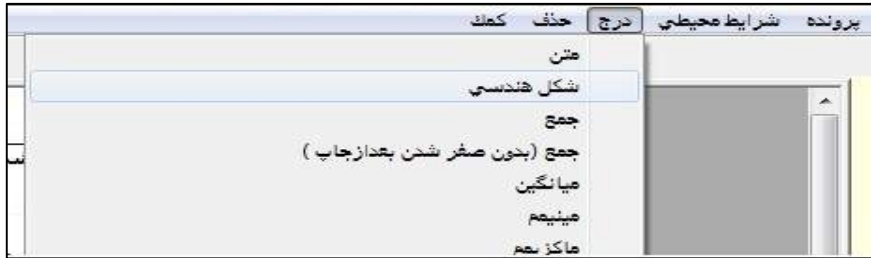 پرونده شرایط محیطی درج حذف کمک
متن
شکل هندسی
جمع
جمع (بدون صفر شدن بعدازچاپ )
میانگین
مینیمم
ماکزیمم